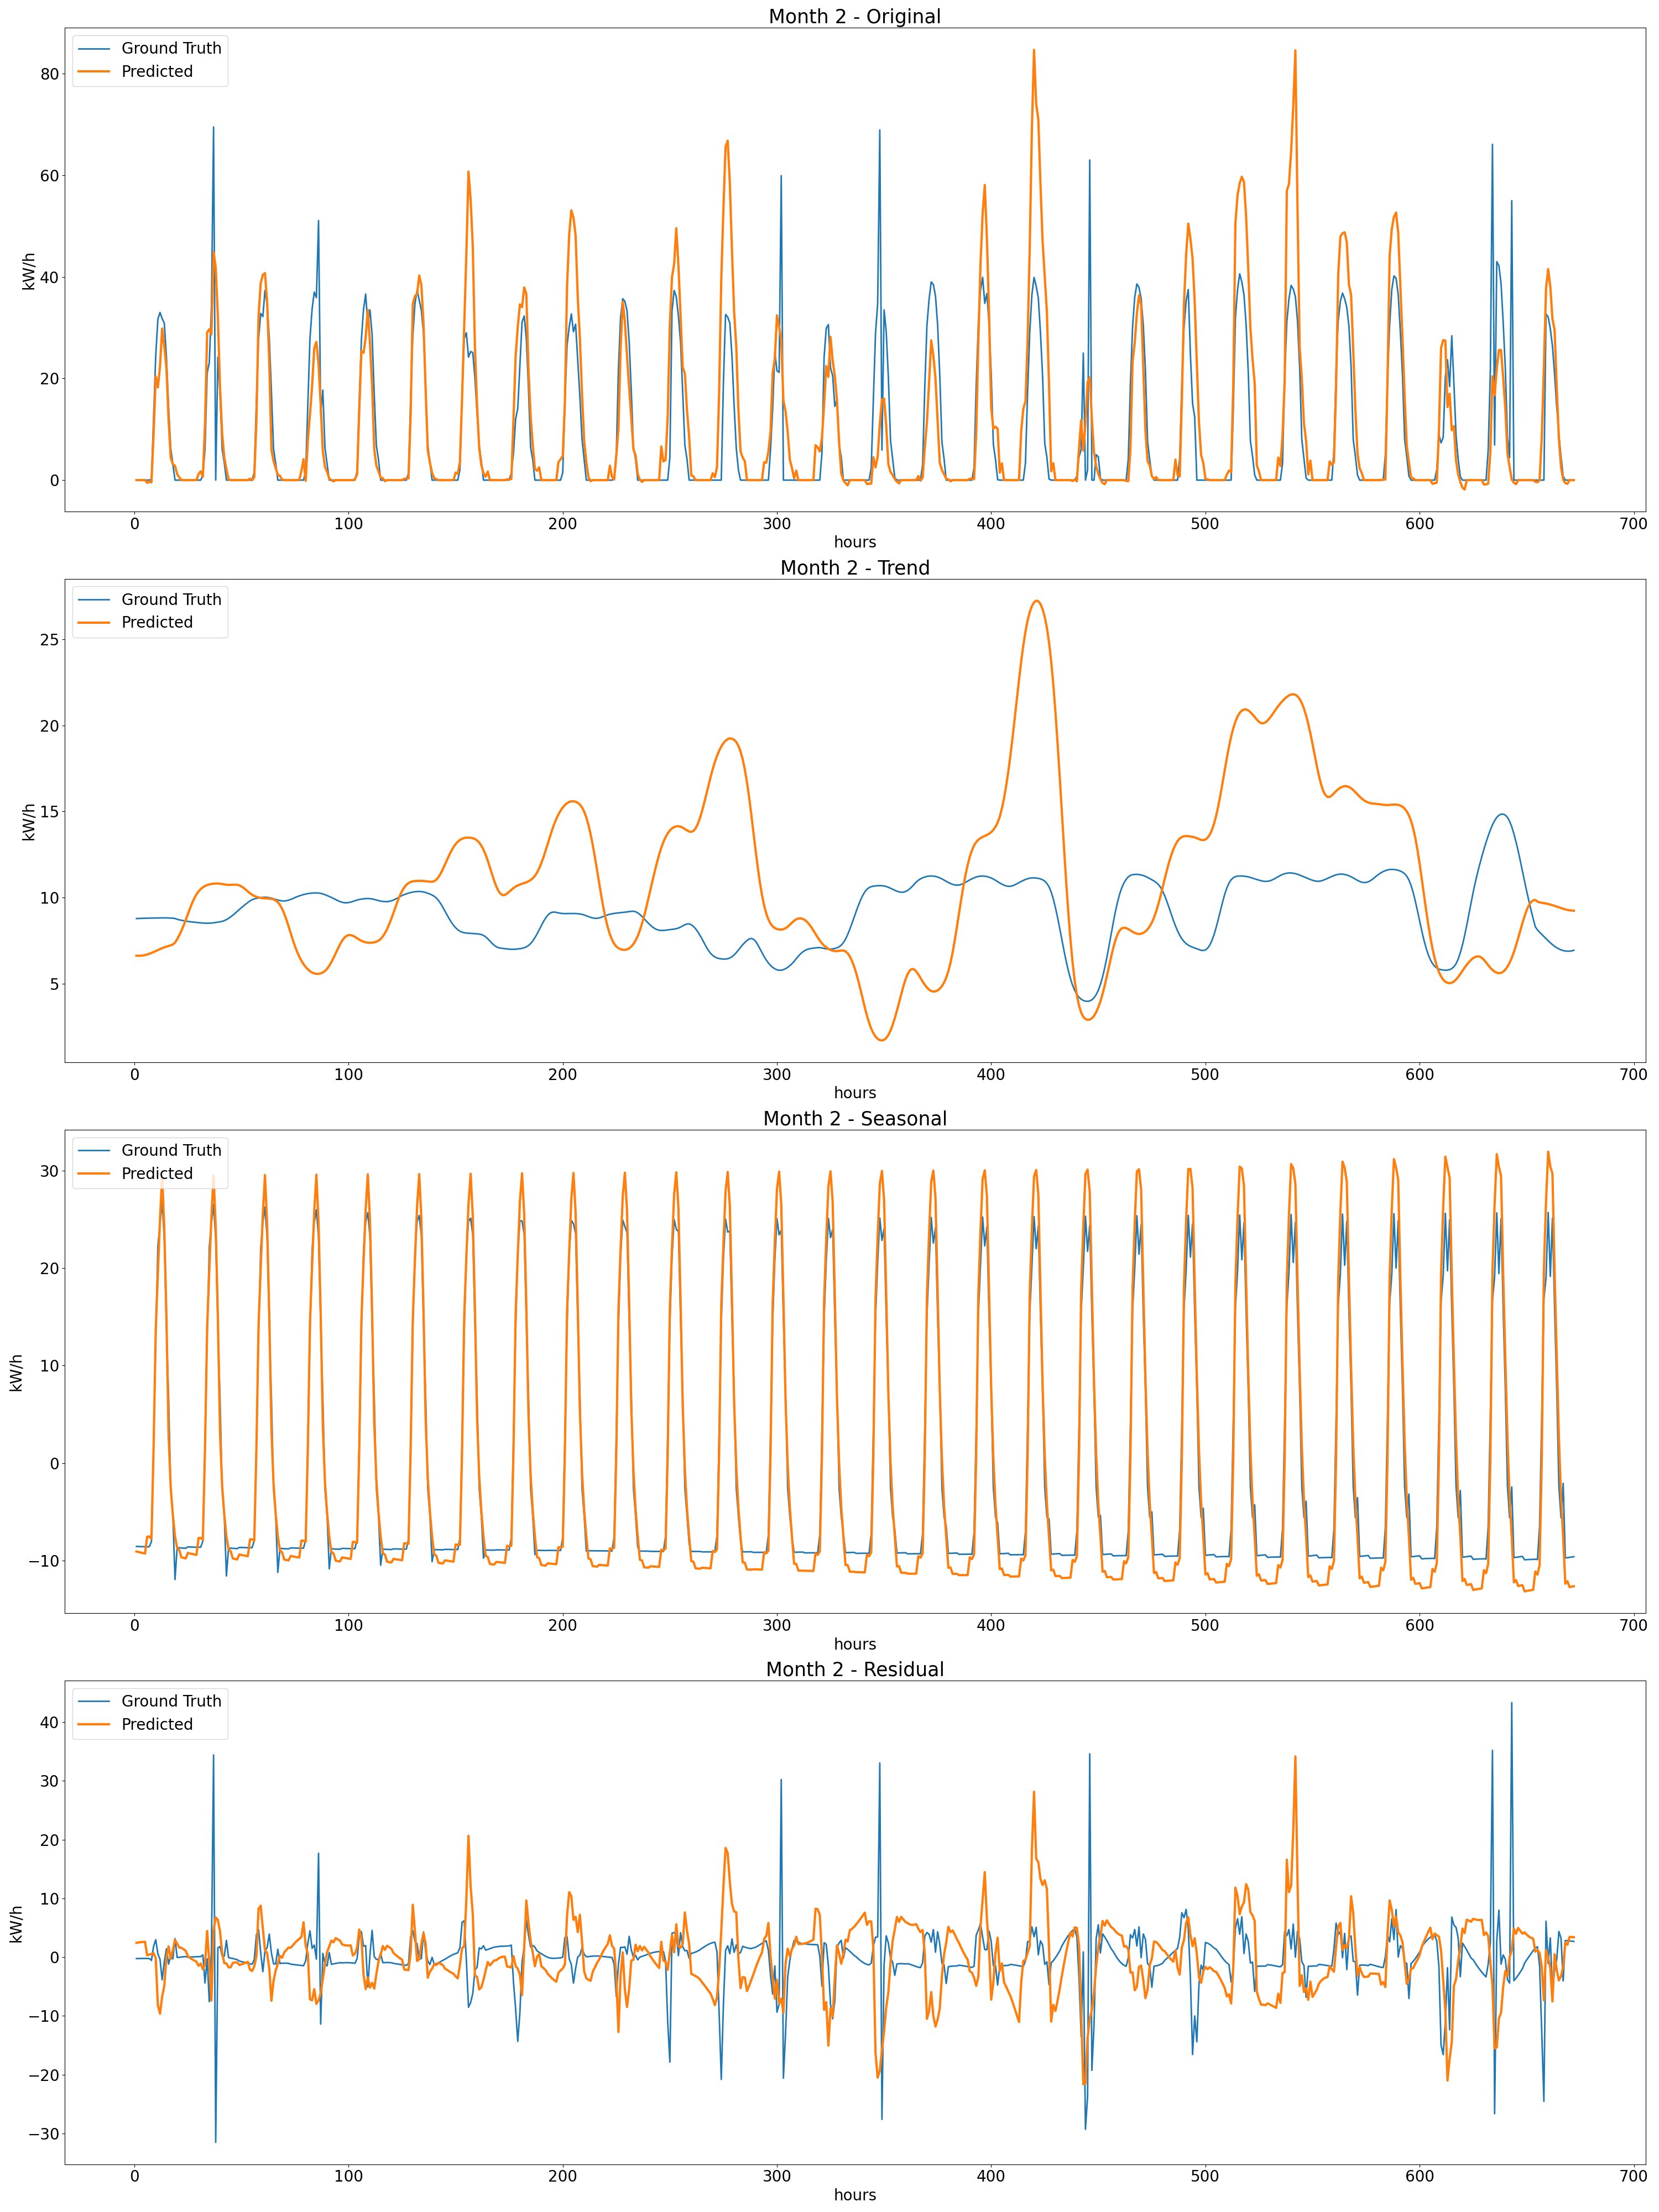 Month 2 - Original
Ground Truth
Predicted
80
60
40
20
0
kW/h
0 100 200 300 400 500 600 700
hours
Month 2 - Trend
Ground Truth
Predicted
25
20
15
10
5
kW/h
0 100 200 300 400 500 600 700
hours
Month 2 - Seasonal
Ground Truth
Predicted
30
20
10
0
−10
kW/h
0 100 200 300 400 500 600 700
hours
Month 2 - Residual
Ground Truth
Predicted
40
30
20
10
0
−10
−20
−30
kW/h
0 100 200 300 400 500 600 700
hours